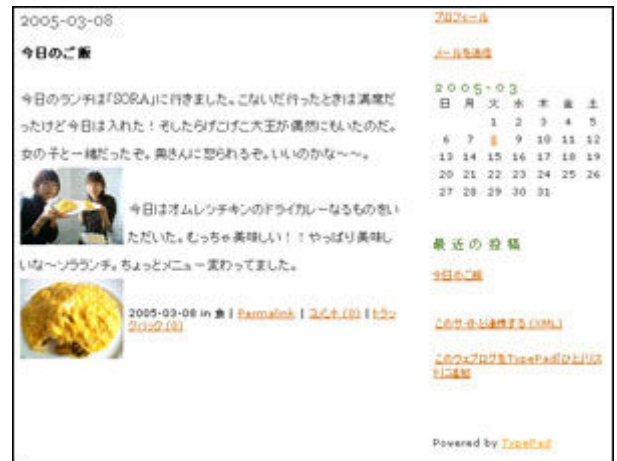 2005-03-08
今日のご飯
今日のランチは「SORA」に行きました。こないだ行ったときは満席だ
ったけど今日は入れた！そしたらげこげこ大王が偶然にもいたのだ。
女の子と一緒だったぞ。奥さんに怒られるぞ。いいのかな～～。
今日はオムレツチキンのドライカレーなるものをい
ただいた。むっちゃ美味しい！！やっぱり美味し
いな～ソラランチ。ちょっとメニュー変わってました。
2005-03-08 in 食 | Permalink | コメント (0) | トラッ
クバック (0)
プロフィール
メールを送信
2005-03
日 月 火 水 木 金 土
1 2 3 4 5
6 7 8 9 10 11 12
13 14 15 16 17 18 19
20 21 22 23 24 25 26
27 28 29 30 31
最近の投稿
今日のご飯
このサイトと連携する (XML)
このウェブログをTypePad「ひと」リス
トに追加
Powered by TypePad